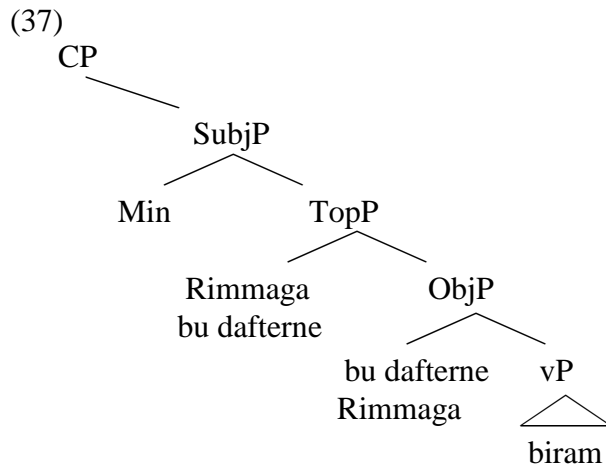 (37)
CP
SubjP
Min TopP
Rimmaga ObjP
bu dafterne
bu dafterne vP
Rimmaga
biram